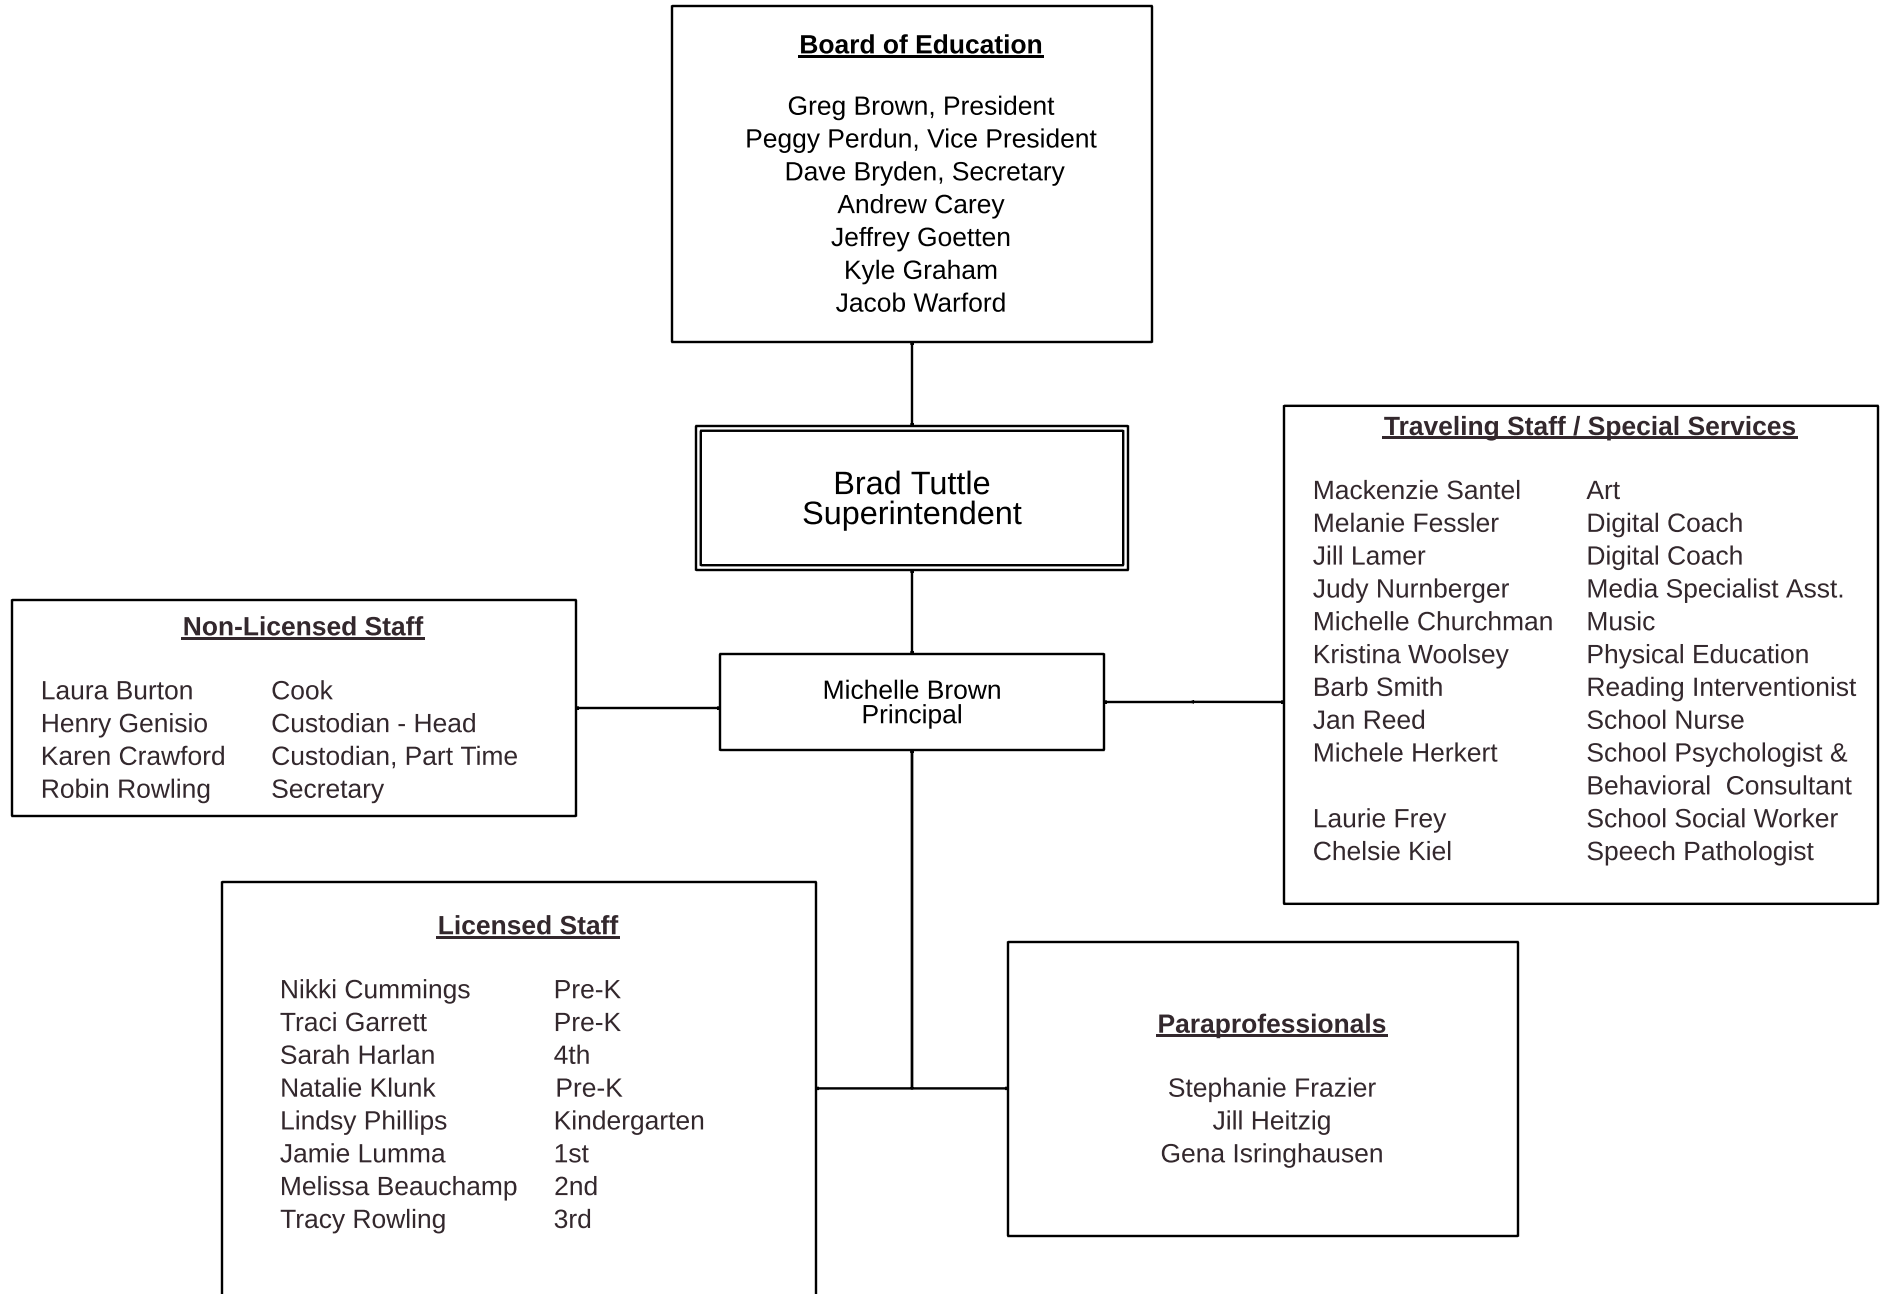 Board of Education
Greg Brown, President
Peggy Perdun, Vice President
Dave Bryden, Secretary
Andrew Carey
Jeffrey Goetten
Kyle Graham
Jacob Warford
Brad Tuttle
Superintendent
Michelle Brown
Principal
Non-Licensed Staff
Laura Burton Cook
Henry Genisio Custodian - Head
Karen Crawford Custodian, Part Time
Robin Rowling Secretary
Traveling Staff / Special Services
Mackenzie Santel Art
Melanie Fessler Digital Coach
Jill Lamer Digital Coach
Judy Nurnberger Media Specialist Asst.
Michelle Churchman Music
Kristina Woolsey Physical Education
Barb Smith Reading Interventionist
Jan Reed School Nurse
Michele Herkert School Psychologist &
Behavioral Consultant
Laurie Frey School Social Worker
Chelsie Kiel Speech Pathologist
Licensed Staff
Nikki Cummings Pre-K
Traci Garrett Pre-K
Sarah Harlan 4th
Natalie Klunk Pre-K
Lindsy Phillips Kindergarten
Jamie Lumma 1st
Melissa Beauchamp 2nd
Tracy Rowling 3rd
Paraprofessionals
Stephanie Frazier
Jill Heitzig
Gena Isringhausen